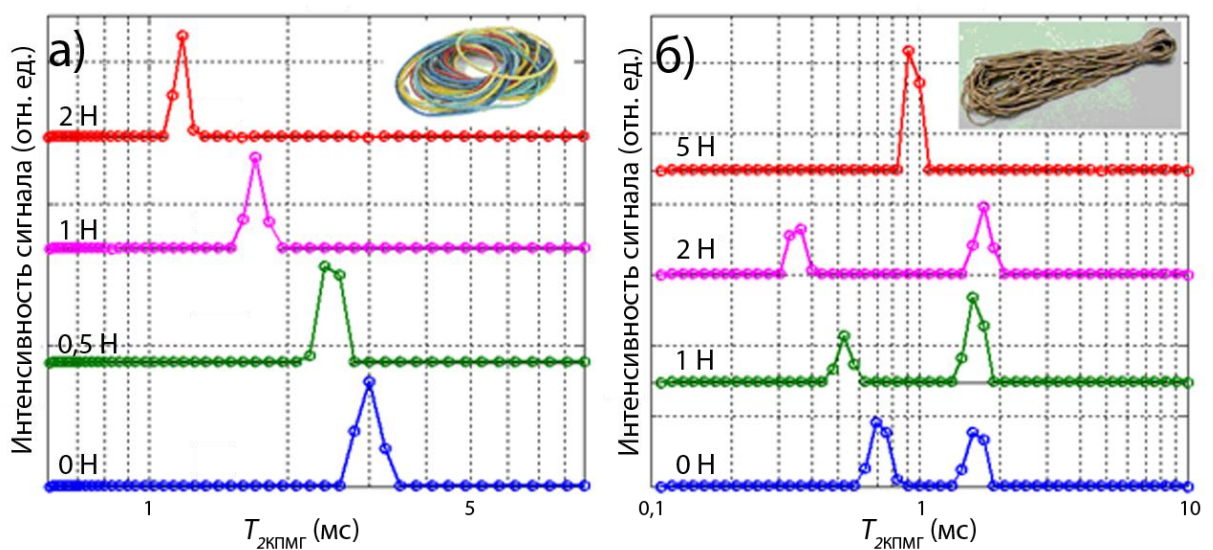 Интенсивность сигнала (отн. ед.)
а)
2 Н
1 Н
0,5 Н
0 Н
1
5
T2КПМГ (мс)
Интенсивность сигнала (отн. ед.)
б)
5 Н
2 Н
1 Н
0 Н
0,1
1
10
T2КПМГ (мс)